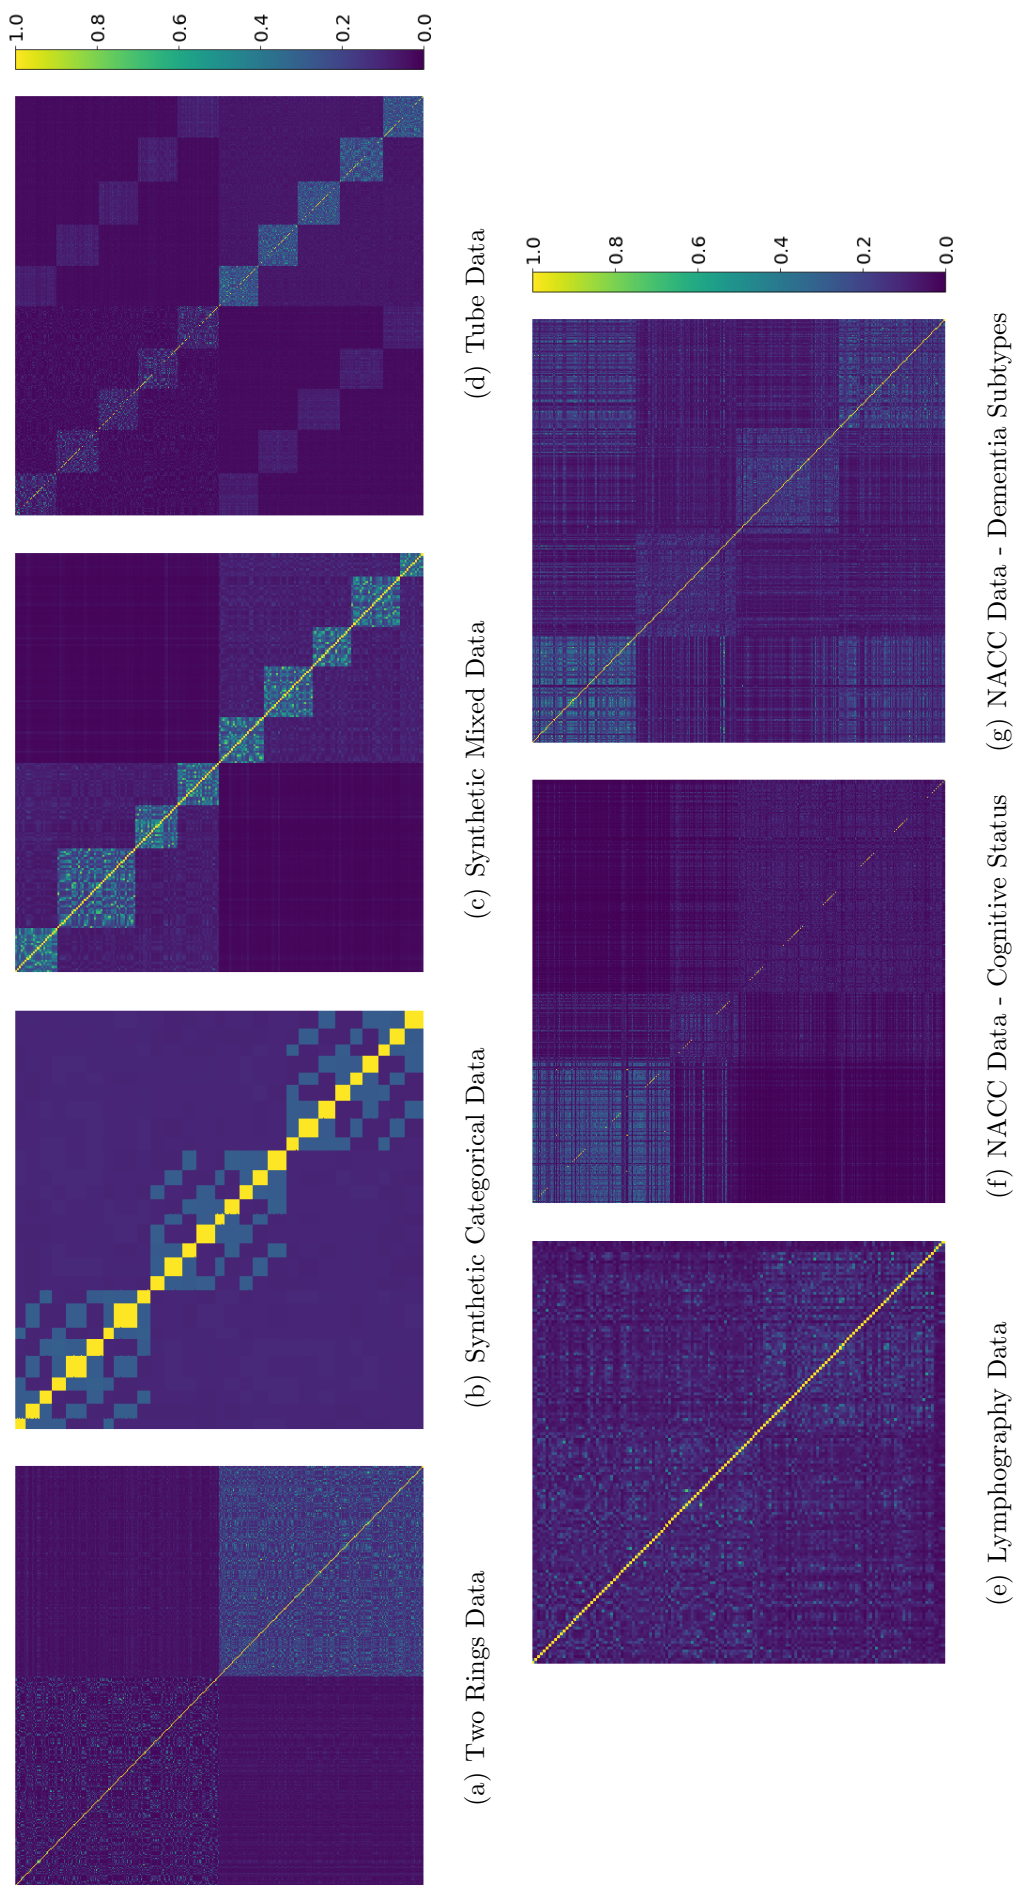 1.0
0.8
0.6
0.4
0.2
0.0
(a) Two Rings Data
(b) Synthetic Categorical Data
(c) Synthetic Mixed Data
(d) Tube Data
1.0
0.8
0.6
0.4
0.2
0.0
(e) Lymphography Data
(f) NACC Data - Cognitive Status
(g) NACC Data - Dementia Subtypes